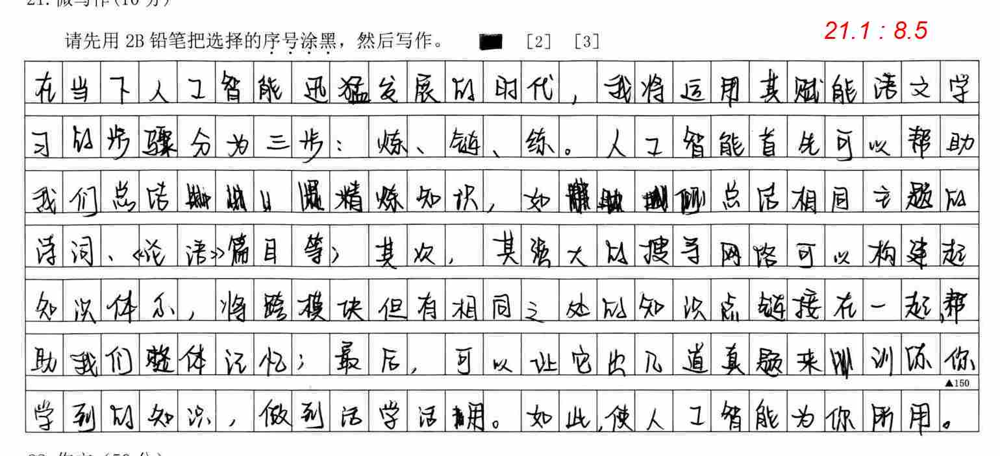 21. 微写作(10 分)
请先用 2B 铅笔把选择的序号涂黑，然后写作。 [2] [3]
21.1 : 8.5
在当下人工智能迅猛发展的时代，我将运用其赋能语文学
习的步骤分为三步：炼、链、练。人工智能首先可以帮助
我们总结精炼知识，如总结相同主题的
诗词、《论语》篇目等；其次，其强大的搜寻网络可以构建起
知识体系，将跨模块但有相同之处的知识点链接在一起，帮
助我们整体记忆；最后，可以让它出几道真题来训练你
▲150
学到的知识，做到活学活用。如此，使人工智能为你所用。